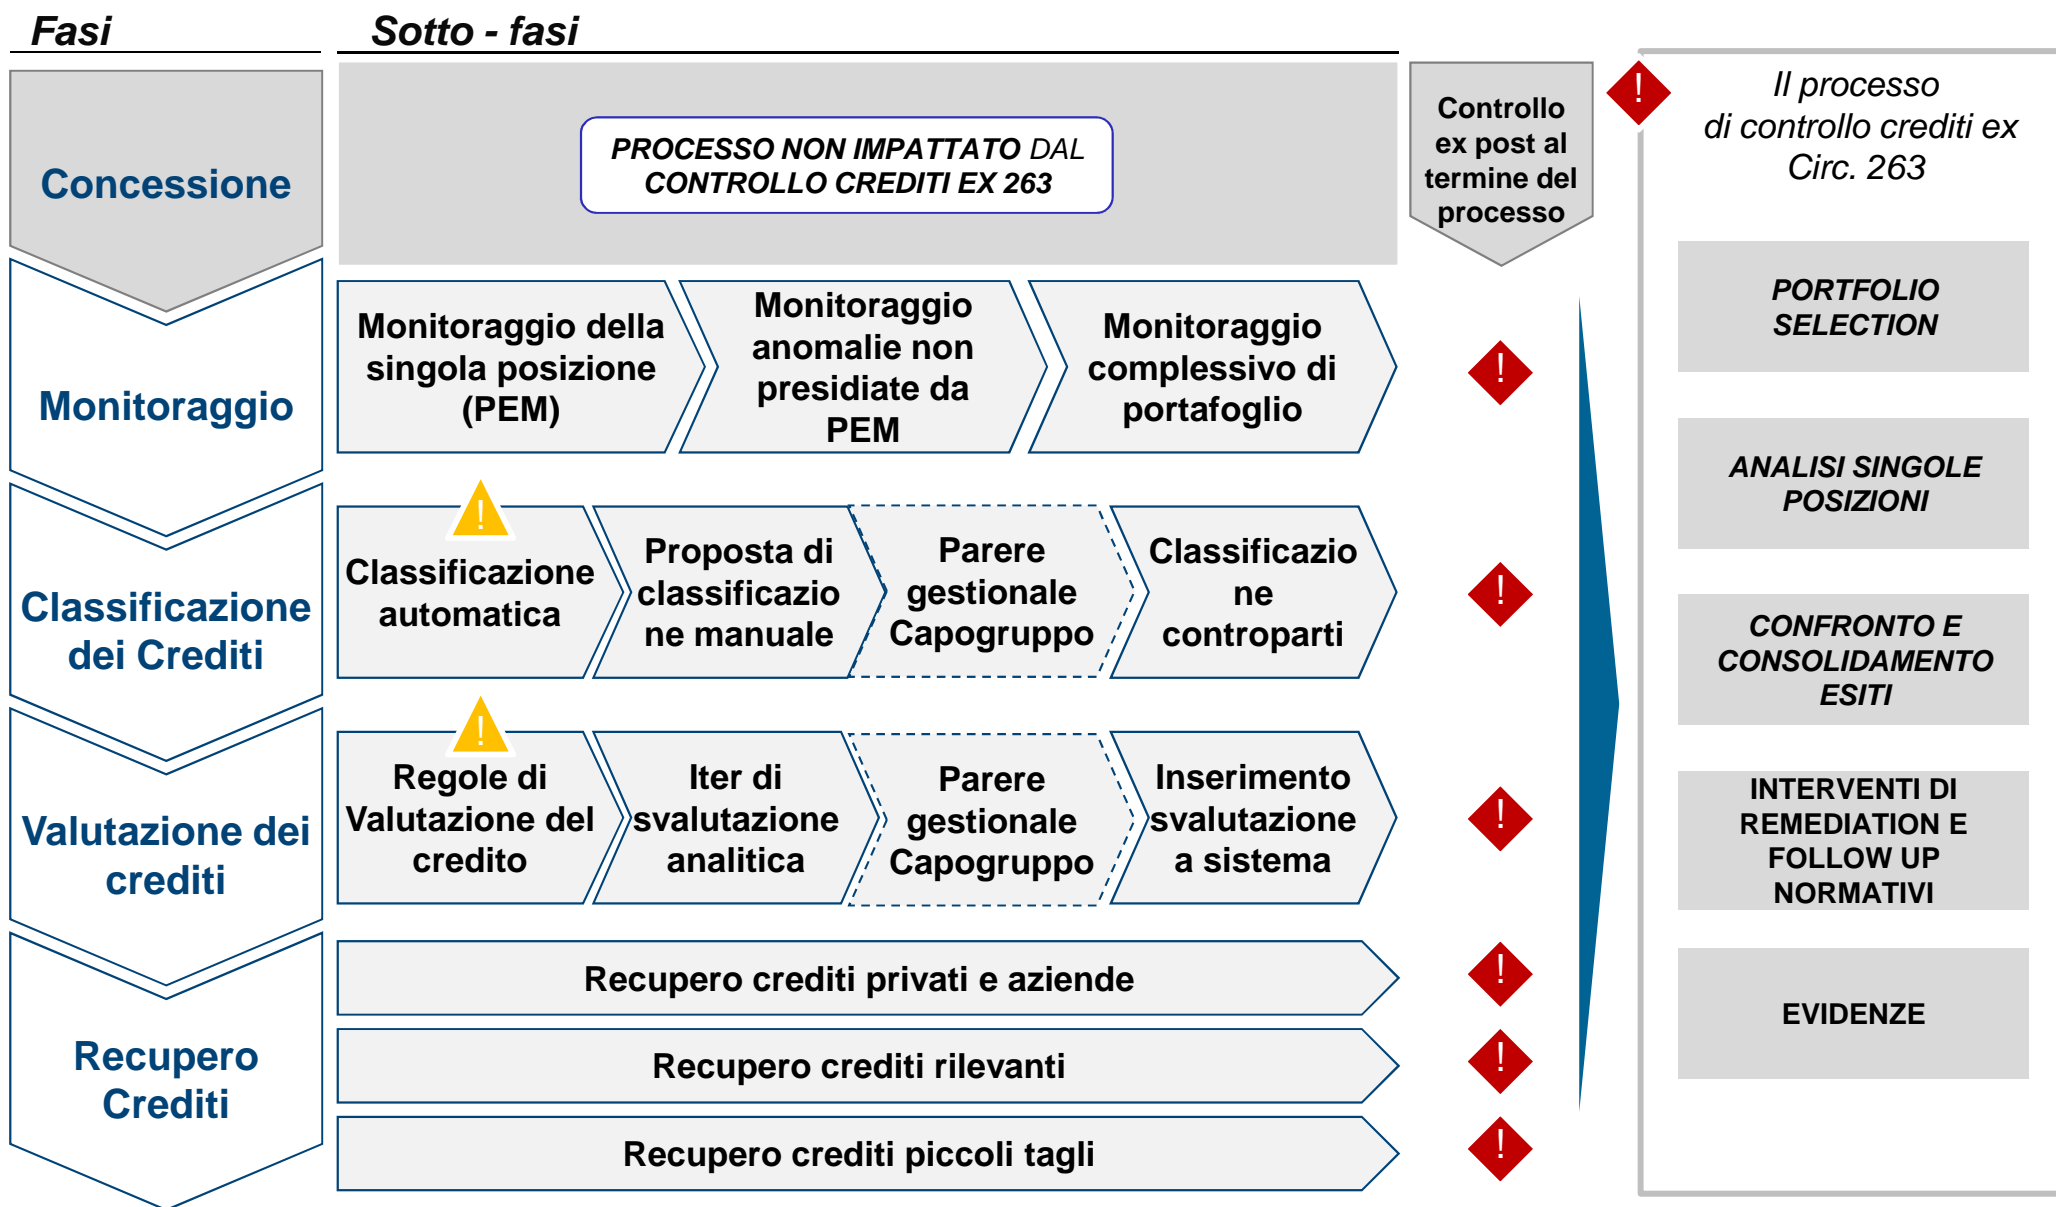 Fasi
Sotto - fasi
Concessione
PROCESSO NON IMPATTATO DAL
CONTROLLO CREDITI EX 263
Controllo
ex post al
termine del
processo
!
Il processo
di controllo crediti ex
Circ. 263
Monitoraggio
Monitoraggio della
singola posizione
(PEM)
Monitoraggio
anomalie non
presidiate da
PEM
Monitoraggio
complessivo di
portafoglio
!
Classificazione
dei Crediti
!
Classificazione
automatica
Proposta di
classificazio
ne manuale
Parere
gestionale
Capogruppo
Classificazio
ne
controparti
!
Valutazione dei
crediti
!
Regole di
Valutazione del
credito
Iter di
svalutazione
analitica
Parere
gestionale
Capogruppo
Inserimento
svalutazione
a sistema
!
Recupero
Crediti
Recupero crediti privati e aziende
!
Recupero crediti rilevanti
!
Recupero crediti piccoli tagli
!
PORTFOLIO
SELECTION
ANALISI SINGOLE
POSIZIONI
CONFRONTO E
CONSOLIDAMENTO
ESITI
INTERVENTI DI
REMEDIATION E
FOLLOW UP
NORMATIVI
EVIDENZE